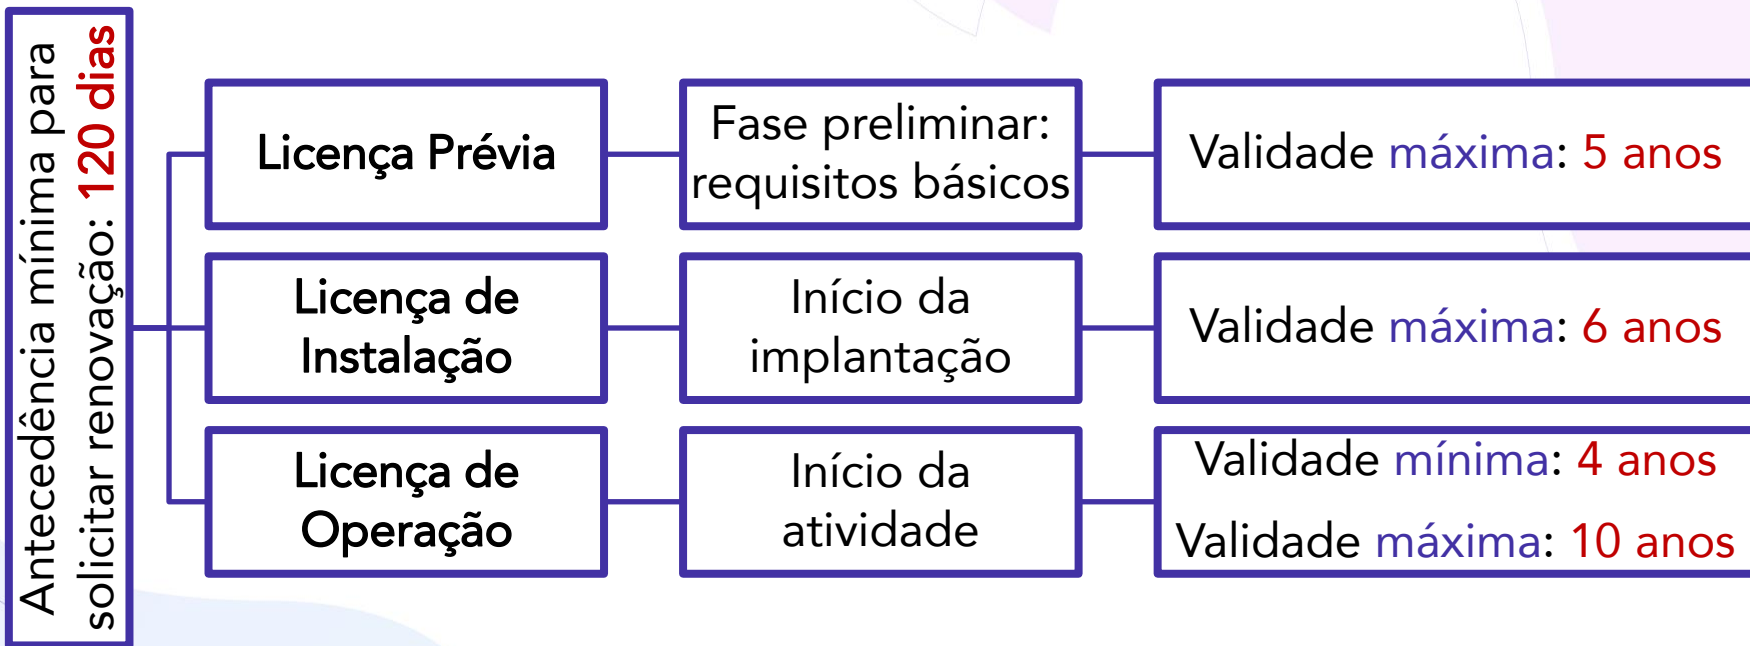 Antecedência mínima para
solicitar renovação: 120 dias
Licença Prévia
Fase preliminar:
requisitos básicos
Validade máxima: 5 anos
Licença de
Instalação
Início da
implantação
Validade máxima: 6 anos
Licença de
Operação
Início da
atividade
Validade mínima: 4 anos
Validade máxima: 10 anos